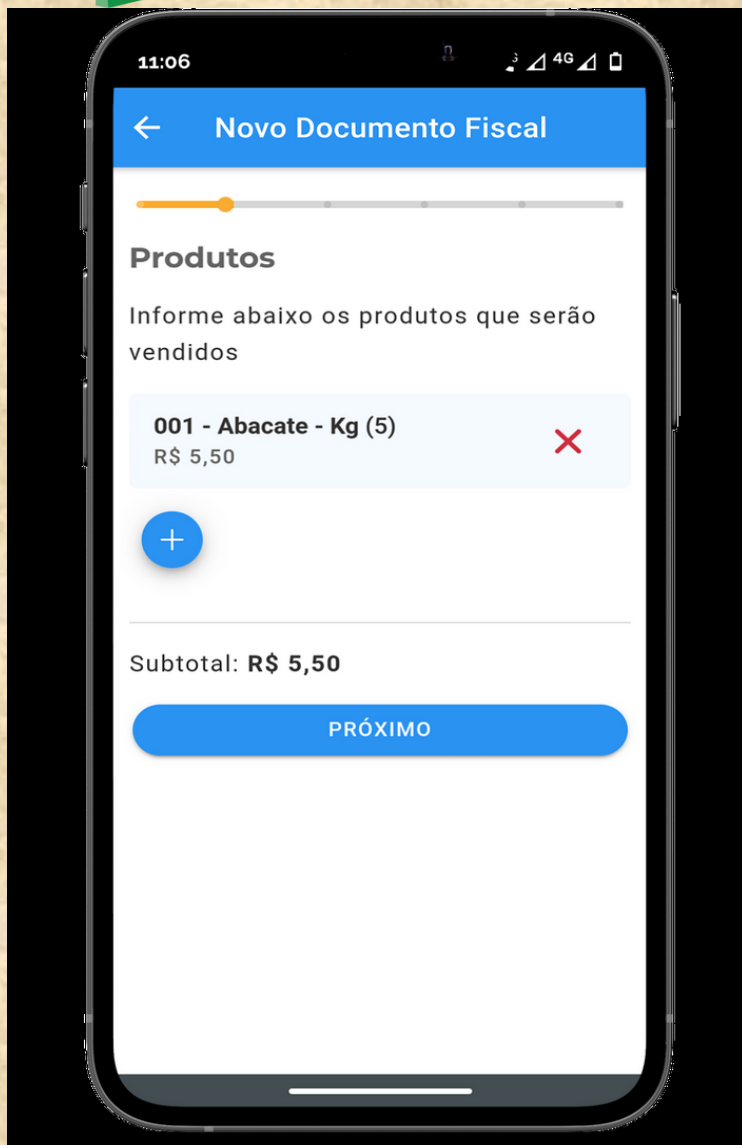 11:06
4G
Novo Documento Fiscal
Produtos
Informe abaixo os produtos que serão
vendidos
001 - Abacate - Kg (5)
R$ 5,50
Subtotal: R$ 5,50
PRÓXIMO